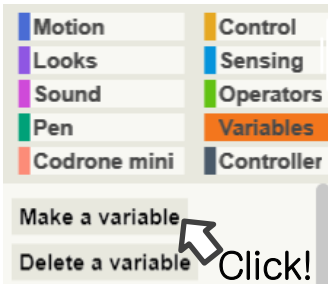 Motion
Control
Looks
Sensing
Sound
Operators
Pen
Variables
Codrone mini
Controller
Make a variable
Delete a variable
Click!